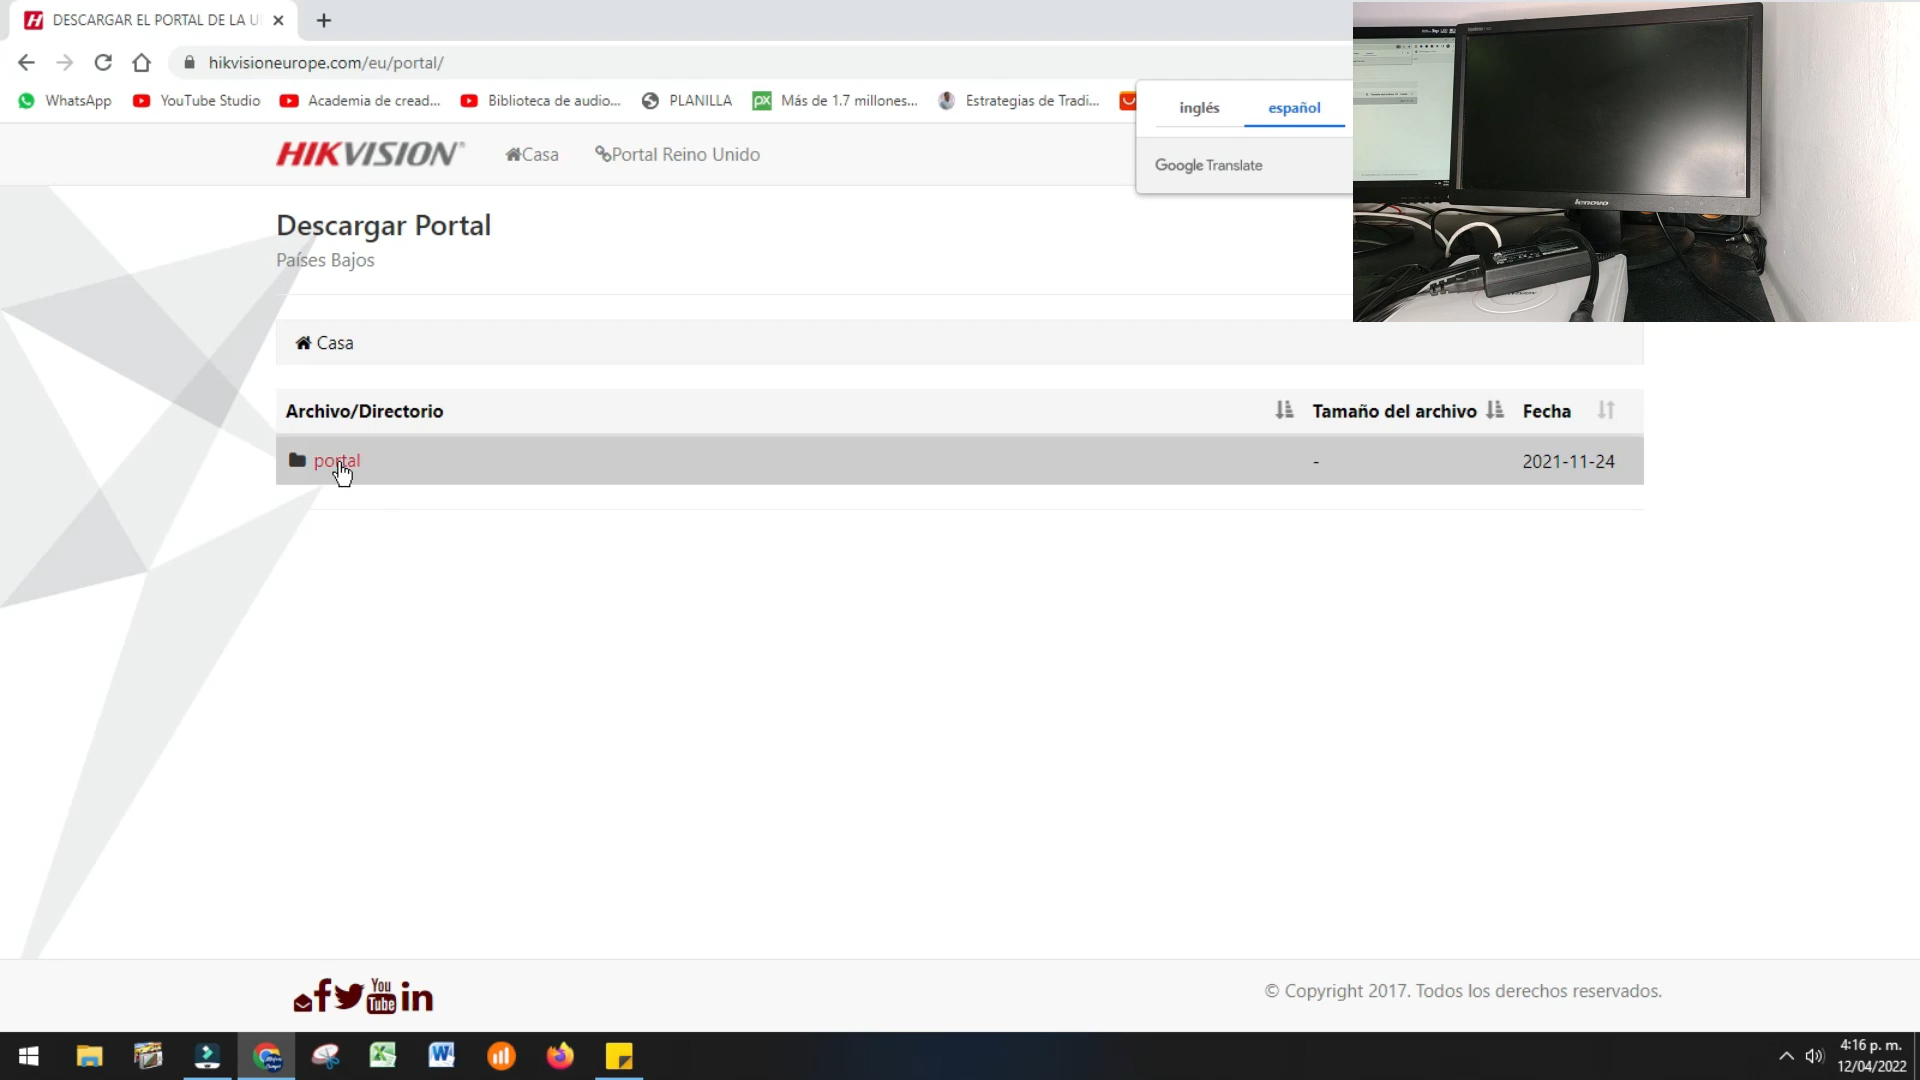 DESCARGAR EL PORTAL DE LA U
hikvisioneurope.com/eu/portal/
WhatsApp
YouTube Studio
Academia de cread...
Biblioteca de audio...
PLANILLA
px
Más de 1.7 millones...
Estrategias de Tradi...
inglés
español
Google Translate
HIKVISION®
Casa
Portal Reino Unido
Descargar Portal
Países Bajos
Casa
Archivo/Directorio
Tamaño del archivo
Fecha
portal
-
2021-11-24
lenovo
You
Tube
© Copyright 2017. Todos los derechos reservados.
4:16 p. m.
12/04/2022